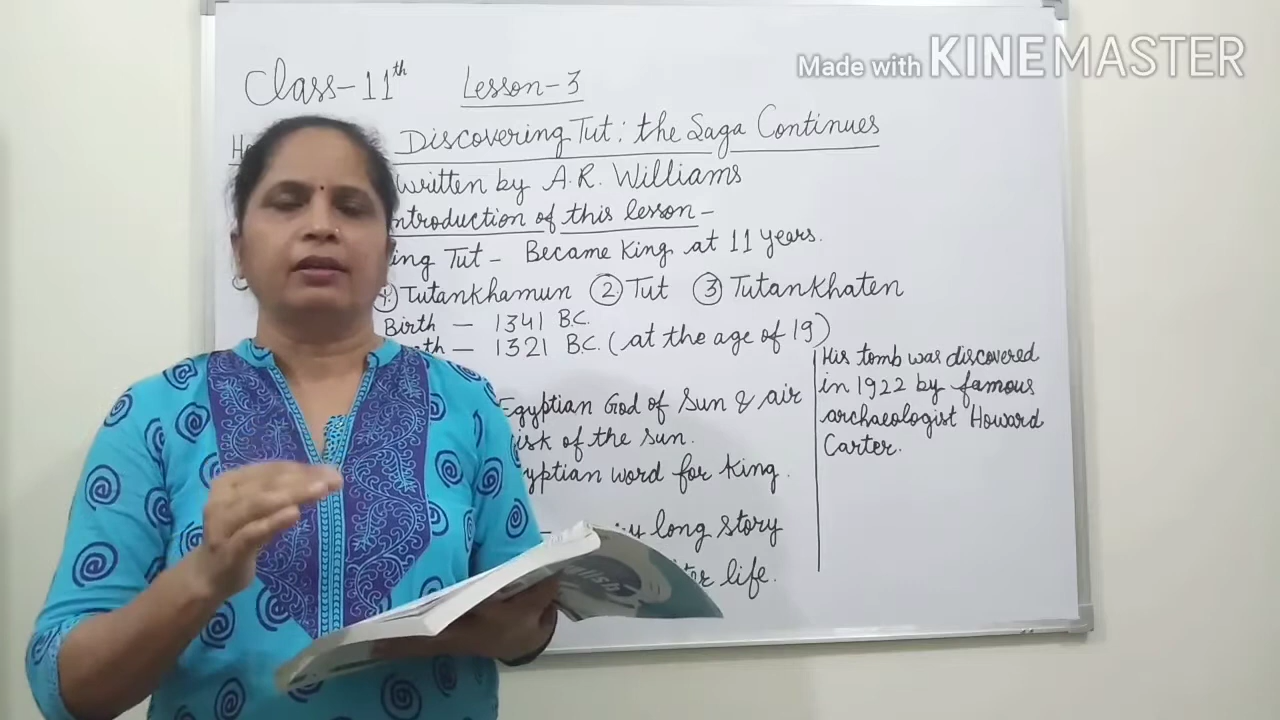 Made with KINEMASTER
Class-11th Lesson-3
Discovering Tut: the Saga Continues
written by A.R. Williams
ntroduction of this lesson-
ing Tut- Became King at 11 years.
① Tutankhamun ② Tut ③ Tutankhaten
Birth - 1341 B.C.
th - 1321 B.C. (at the age of 19)
Egyptian God of Sun & air
isk of the sun.
yptian word for king.
long story
life.
His tomb was discovered
in 1922 by famous
archaeologist Howard
Carter.